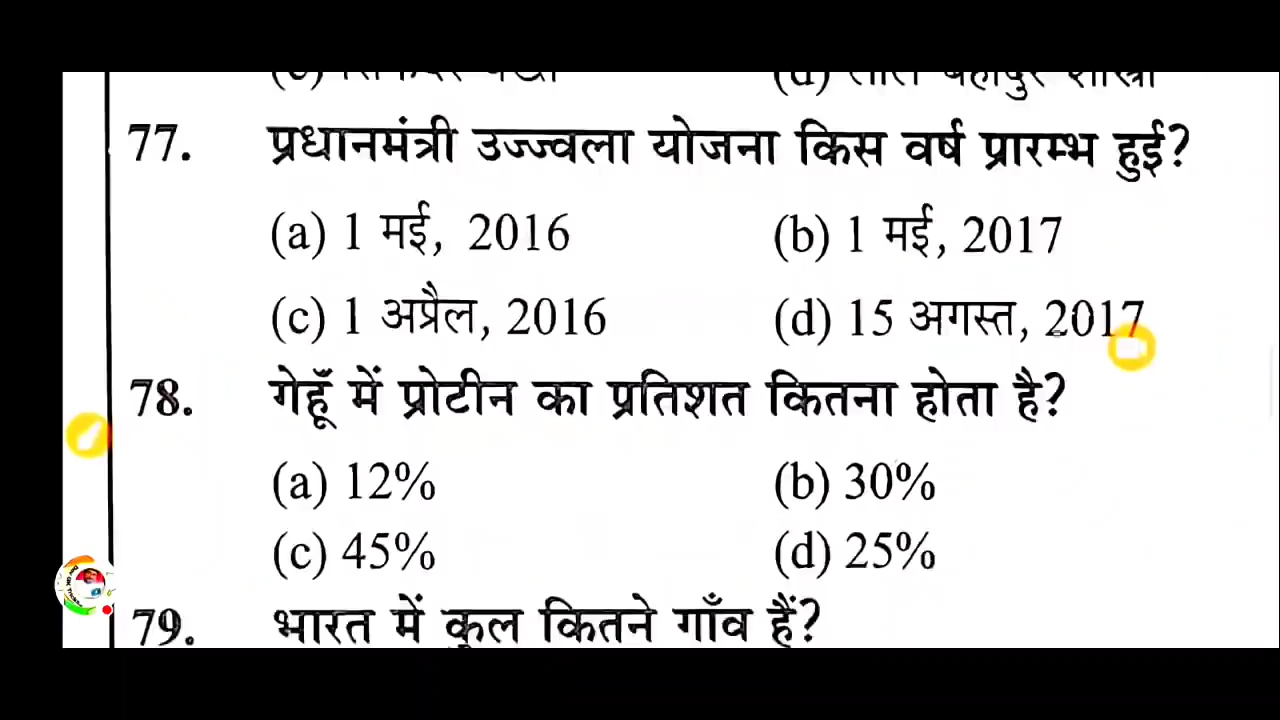 (d) लाल बहादुर शास्त्री
77. प्रधानमंत्री उज्ज्वला योजना किस वर्ष प्रारम्भ हुई?
(a) 1 मई, 2016 (b) 1 मई, 2017
(c) 1 अप्रैल, 2016 (d) 15 अगस्त, 2017
78. गेहूँ में प्रोटीन का प्रतिशत कितना होता है?
(a) 12% (b) 30%
(c) 45% (d) 25%
79. भारत में कुल कितने गाँव हैं?